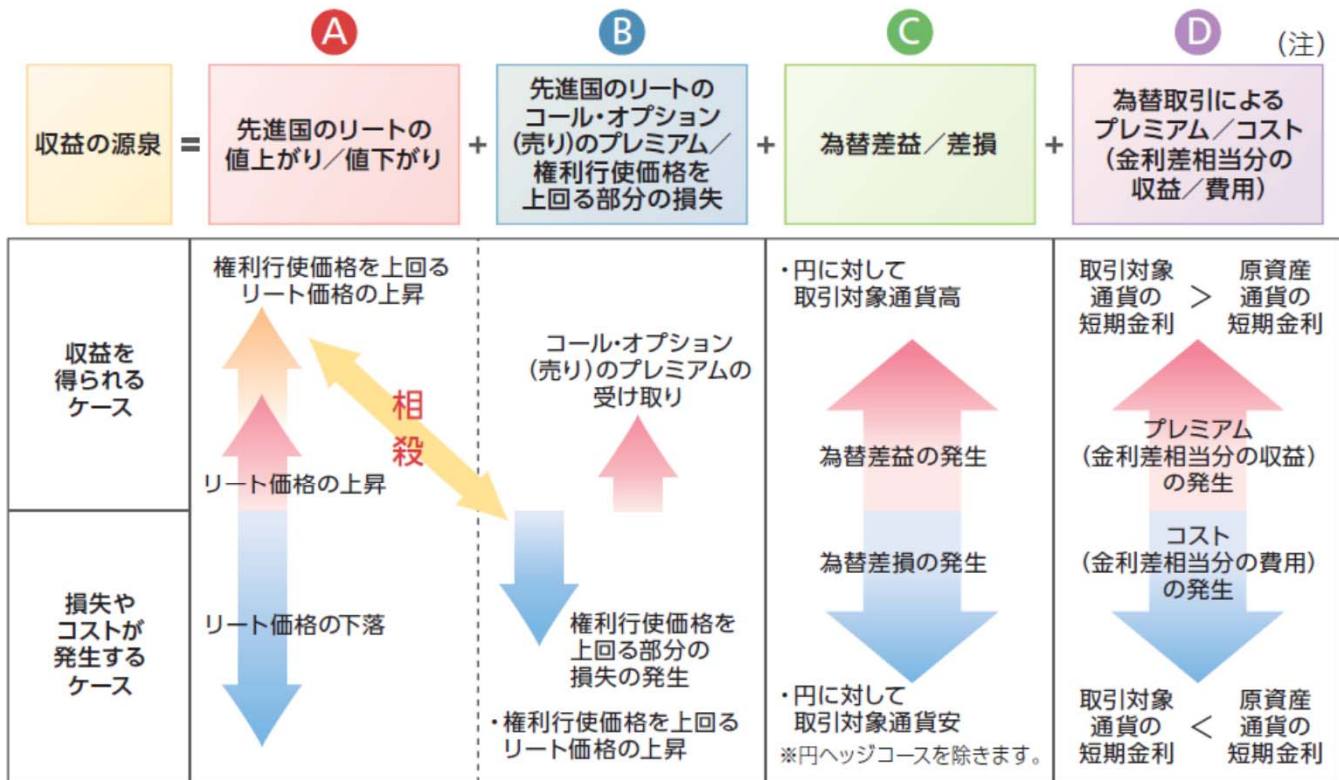 A
B
C
D
(注)
収益の源泉
=
先進国のリートの
値上がり／値下がり
+
先進国のリートの
コール・オプション
(売り)のプレミアム／
権利行使価格を
上回る部分の損失
+
為替差益／差損
+
為替取引による
プレミアム／コスト
(金利差相当分の
収益／費用)
収益を
得られる
ケース
権利行使価格を上回る
リート価格の上昇
リート価格の上昇
相
殺
コール・オプション
(売り)のプレミアムの
受け取り
・円に対して
取引対象通貨高
為替差益の発生
取引対象
通貨の
短期金利
＞
原資産
通貨の
短期金利
プレミアム
(金利差相当分の収益)
の発生
損失や
コストが
発生する
ケース
リート価格の下落
権利行使価格を
上回る部分の
損失の発生
・権利行使価格を上回る
リート価格の上昇
為替差損の発生
・円に対して
取引対象通貨安
※円ヘッジコースを除きます。
コスト
(金利差相当分の費用)
の発生
取引対象
通貨の
短期金利
＜
原資産
通貨の
短期金利